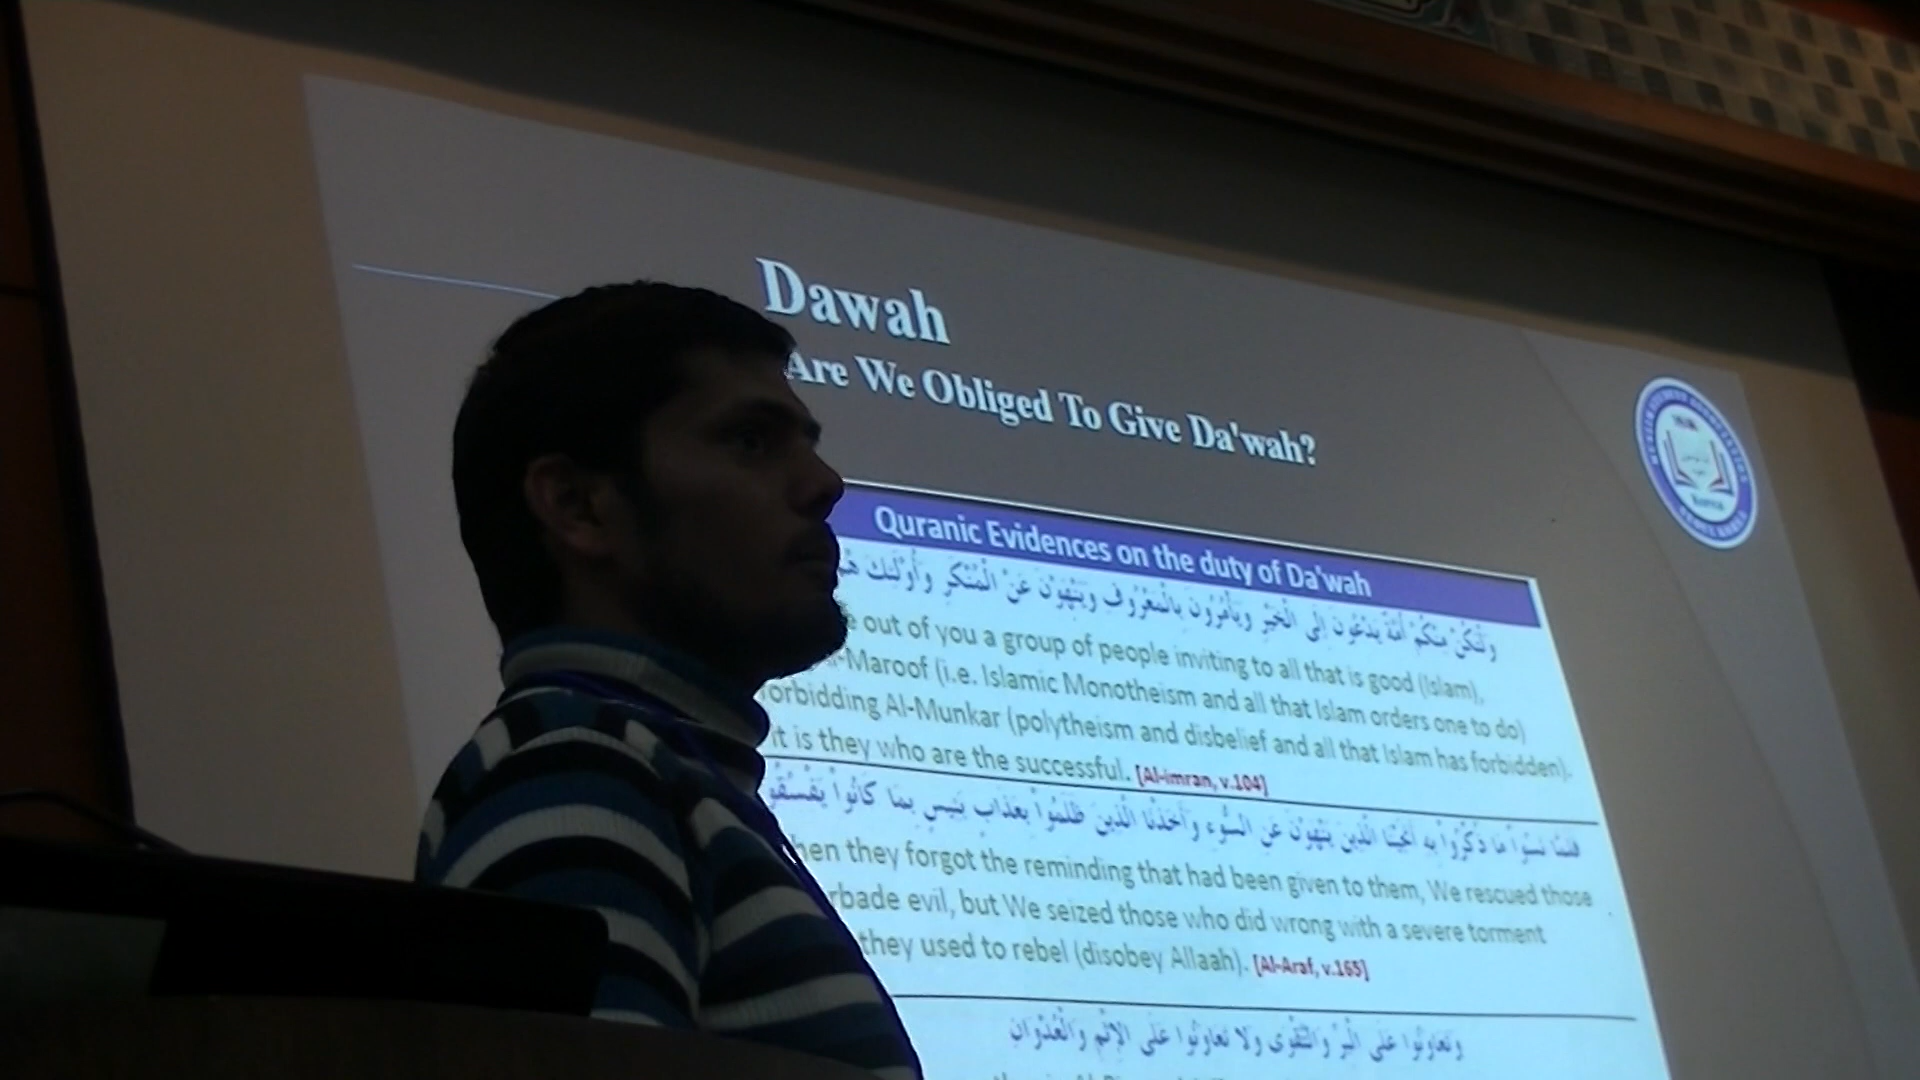 Dawah
Are We Obliged To Give Da'wah?
Quranic Evidences on the duty of Da'wah
وَلْتَكُنْ مِنْكُمْ أُمَّةٌ يَدْعُونَ إِلَى الْخَيْرِ وَيَأْمُرُونَ بِالْمَعْرُوفِ وَيَنْهَوْنَ عَنِ الْمُنْكَرِ وَأُوْلَئِكَ هُمُ
out of you a group of people inviting to all that is good (Islam),
-Maroof (i.e. Islamic Monotheism and all that Islam orders one to do)
forbidding Al-Munkar (polytheism and disbelief and all that Islam has forbidden).
it is they who are the successful. [Al-imran, v.104]
فَلَمَّا نَسُوا مَا ذُكِّرُوا بِهِ أَنْجَيْنَا الَّذِينَ يَنْهَوْنَ عَنِ السُّوءِ وَأَخَذْنَا الَّذِينَ ظَلَمُوا بِعَذَابٍ بَئِيسٍ بِمَا كَانُوا يَفْسُقُو
hen they forgot the reminding that had been given to them, We rescued those
rbade evil, but We seized those who did wrong with a severe torment
they used to rebel (disobey Allaah). [Al-Araf, v.165]
وَتَعَاوَنُوا عَلَى الْبِرِّ وَالتَّقْوَى وَلَا تَعَاوَنُوا عَلَى الْإِثْمِ وَالْعُدْوَانِ